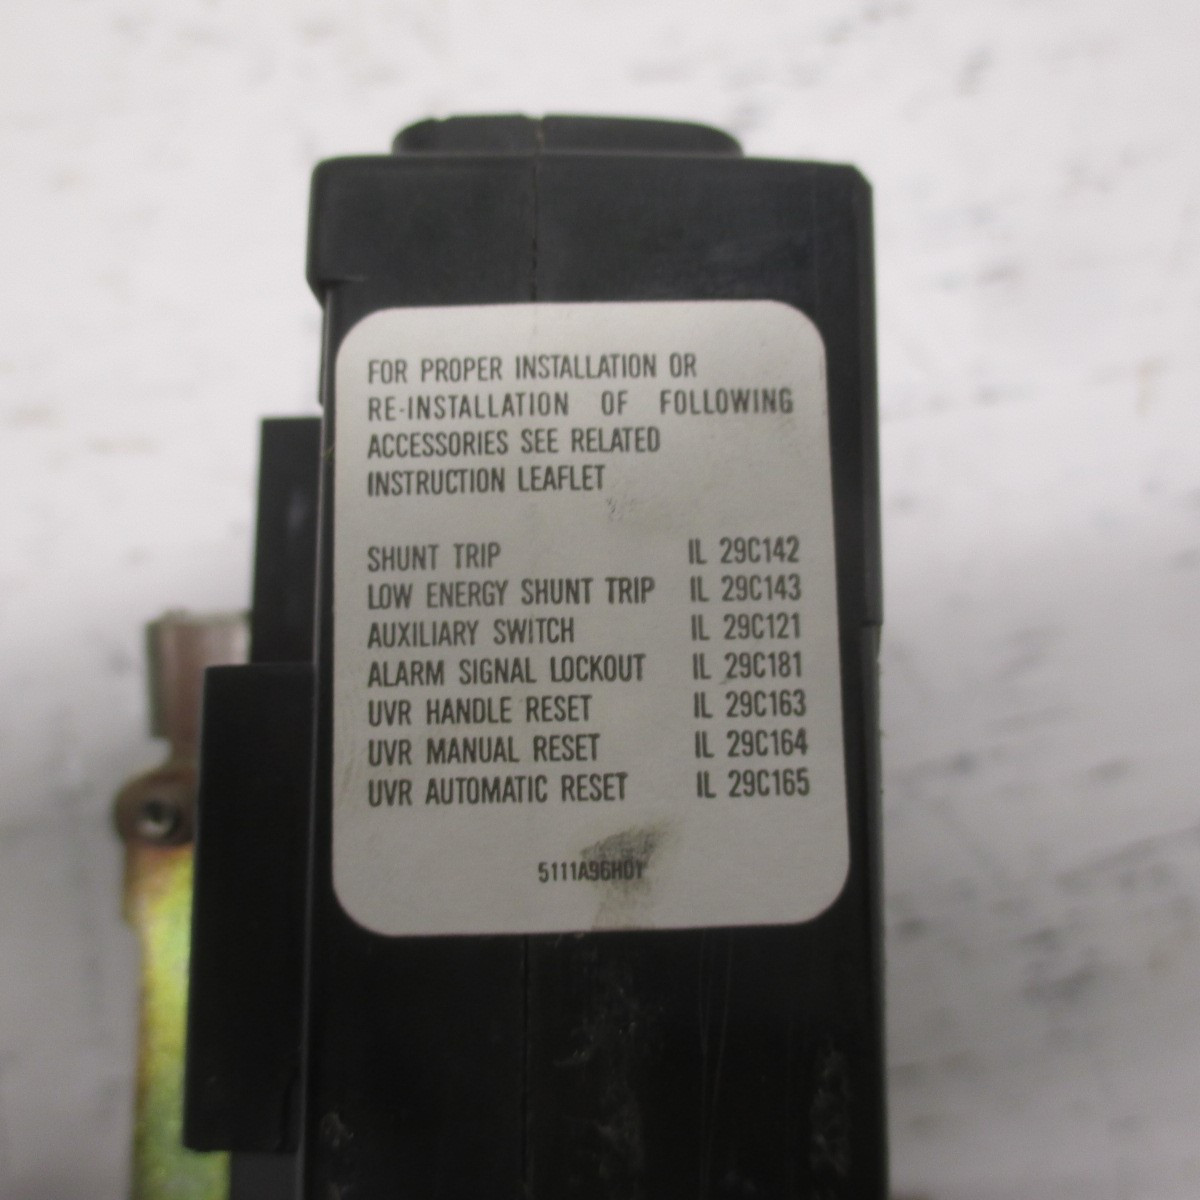 FOR PROPER INSTALLATION OR
RE-INSTALLATION OF FOLLOWING
ACCESSORIES SEE RELATED
INSTRUCTION LEAFLET
SHUNT TRIP IL 29C142
LOW ENERGY SHUNT TRIP IL 29C143
AUXILIARY SWITCH IL 29C121
ALARM SIGNAL LOCKOUT IL 29C181
UVR HANDLE RESET IL 29C163
UVR MANUAL RESET IL 29C164
UVR AUTOMATIC RESET IL 29C165
5111A96H01